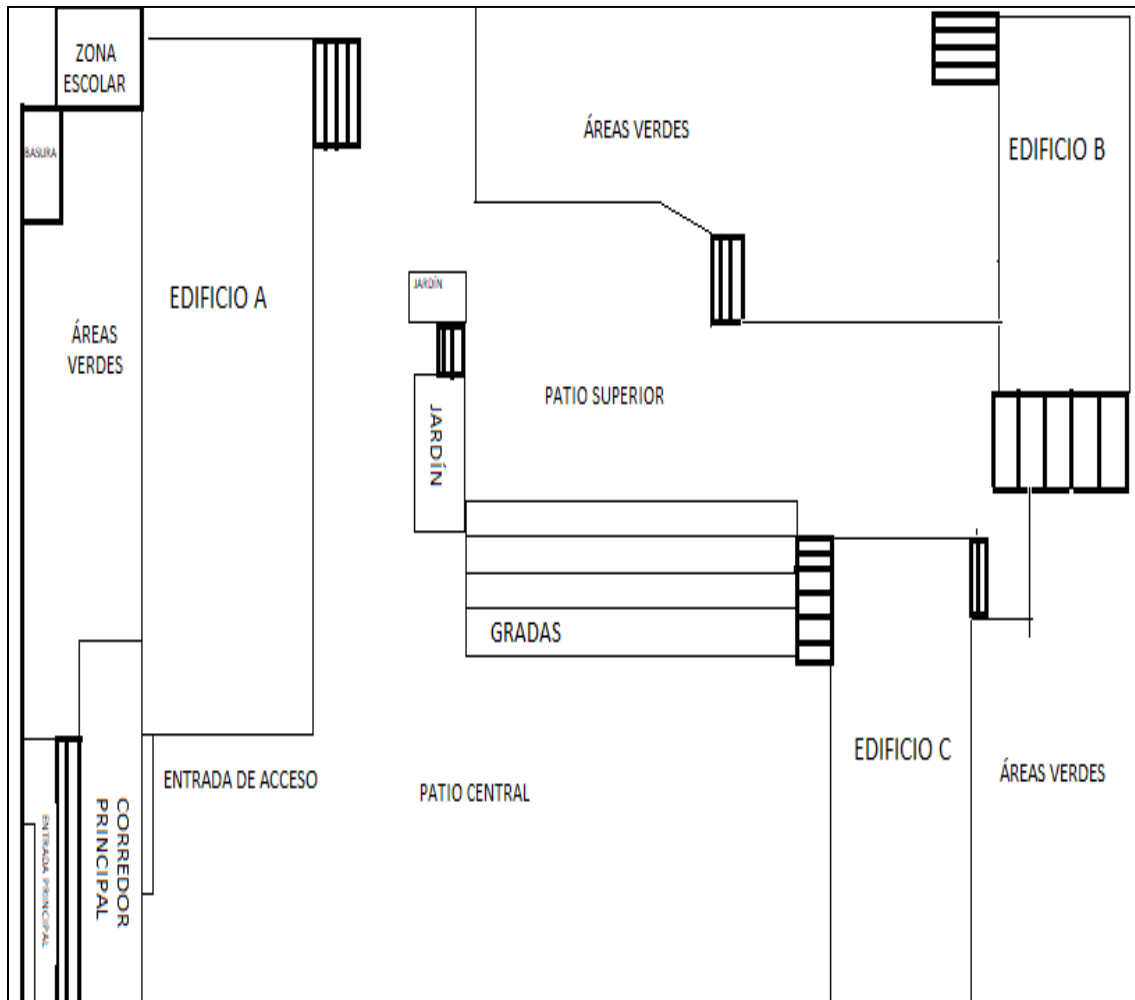 ZONA
ESCOLAR
BASURA
ÁREAS VERDES
EDIFICIO B
EDIFICIO A
JARDÍN
ÁREAS
VERDES
PATIO SUPERIOR
JARDÍN
GRADAS
EDIFICIO C
ÁREAS VERDES
ENTRADA DE ACCESO
PATIO CENTRAL
CORREDOR
PRINCIPAL
ENTRADA PRINCIPAL